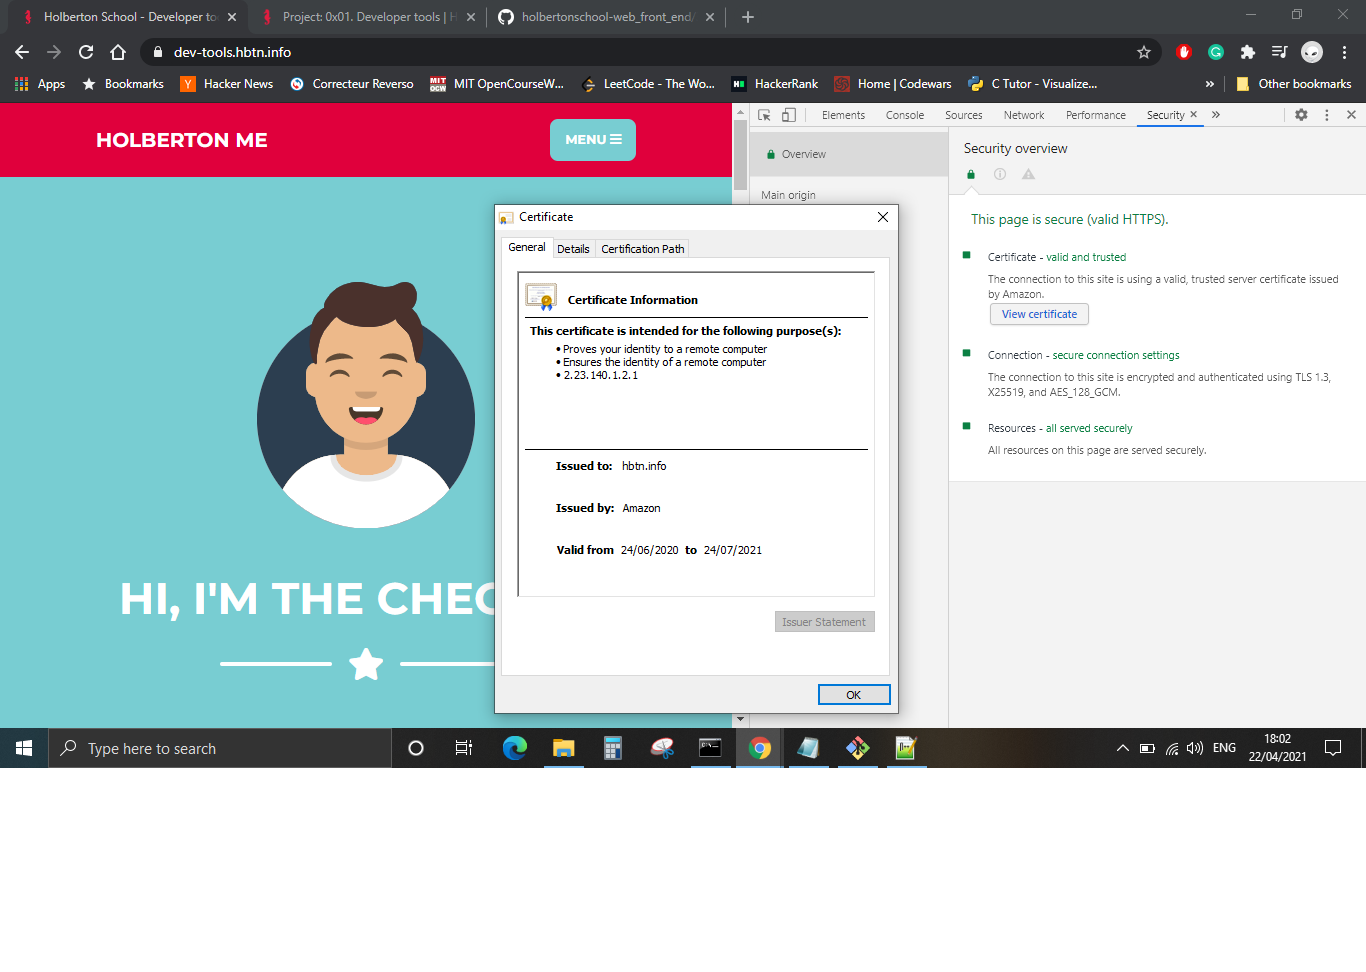 Holberton School - Developer to
Project: 0x01. Developer tools | H
holbertonschool-web_front_end/
dev-tools.hbtn.info
Apps
Bookmarks
Y
Hacker News
Correcteur Reverso
MIT OCW
MIT OpenCourseW...
LeetCode - The Wo...
HackerRank
Home | Codewars
C Tutor - Visualize...
»
Other bookmarks
HOLBERTON ME
MENU
HI, I'M THE CHEC
Elements
Console
Sources
Network
Performance
Security
»
Overview
Main origin
Security overview
This page is secure (valid HTTPS).
Certificate - valid and trusted
The connection to this site is using a valid, trusted server certificate issued
by Amazon.
View certificate
Connection - secure connection settings
The connection to this site is encrypted and authenticated using TLS 1.3,
X25519, and AES_128_GCM.
Resources - all served securely
All resources on this page are served securely.
Certificate
General
Details
Certification Path
Certificate Information
This certificate is intended for the following purpose(s):
• Proves your identity to a remote computer
• Ensures the identity of a remote computer
• 2.23.140.1.2.1
Issued to: hbtn.info
Issued by: Amazon
Valid from 24/06/2020 to 24/07/2021
Issuer Statement
OK
Type here to search
ENG
18:02
22/04/2021